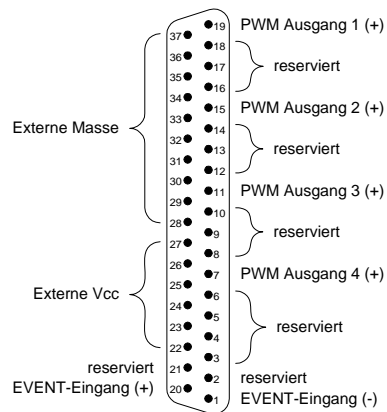 19 PWM Ausgang 1 (+)
37 18
36 17 reserviert
35 16
34 15 PWM Ausgang 2 (+)
33 14
Externe Masse 32 13 reserviert
31 12
30 11 PWM Ausgang 3 (+)
29 10
28 9 reserviert
27 8
26 7 PWM Ausgang 4 (+)
Externe Vcc 25 6
24 5
23 4 reserviert
22 3
reserviert 21 2 reserviert
EVENT-Eingang (+) 20 1 EVENT-Eingang (-)